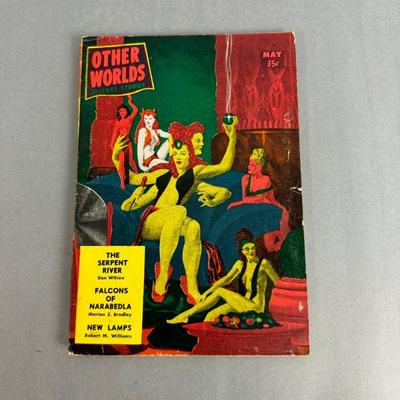 OTHER
WORLDS
SCIENCE STORIES
MAY
35¢
THE
SERPENT
RIVER
Don Wilcox
FALCONS
OF
NARABEDLA
Marion Z. Bradley
NEW LAMPS
Robert M. Williams